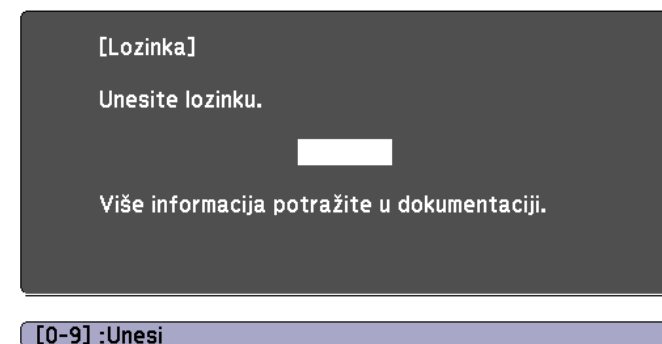 [Lozinka]
Unesite lozinku.
Više informacija potražite u dokumentaciji.
[0-9] :Unesi